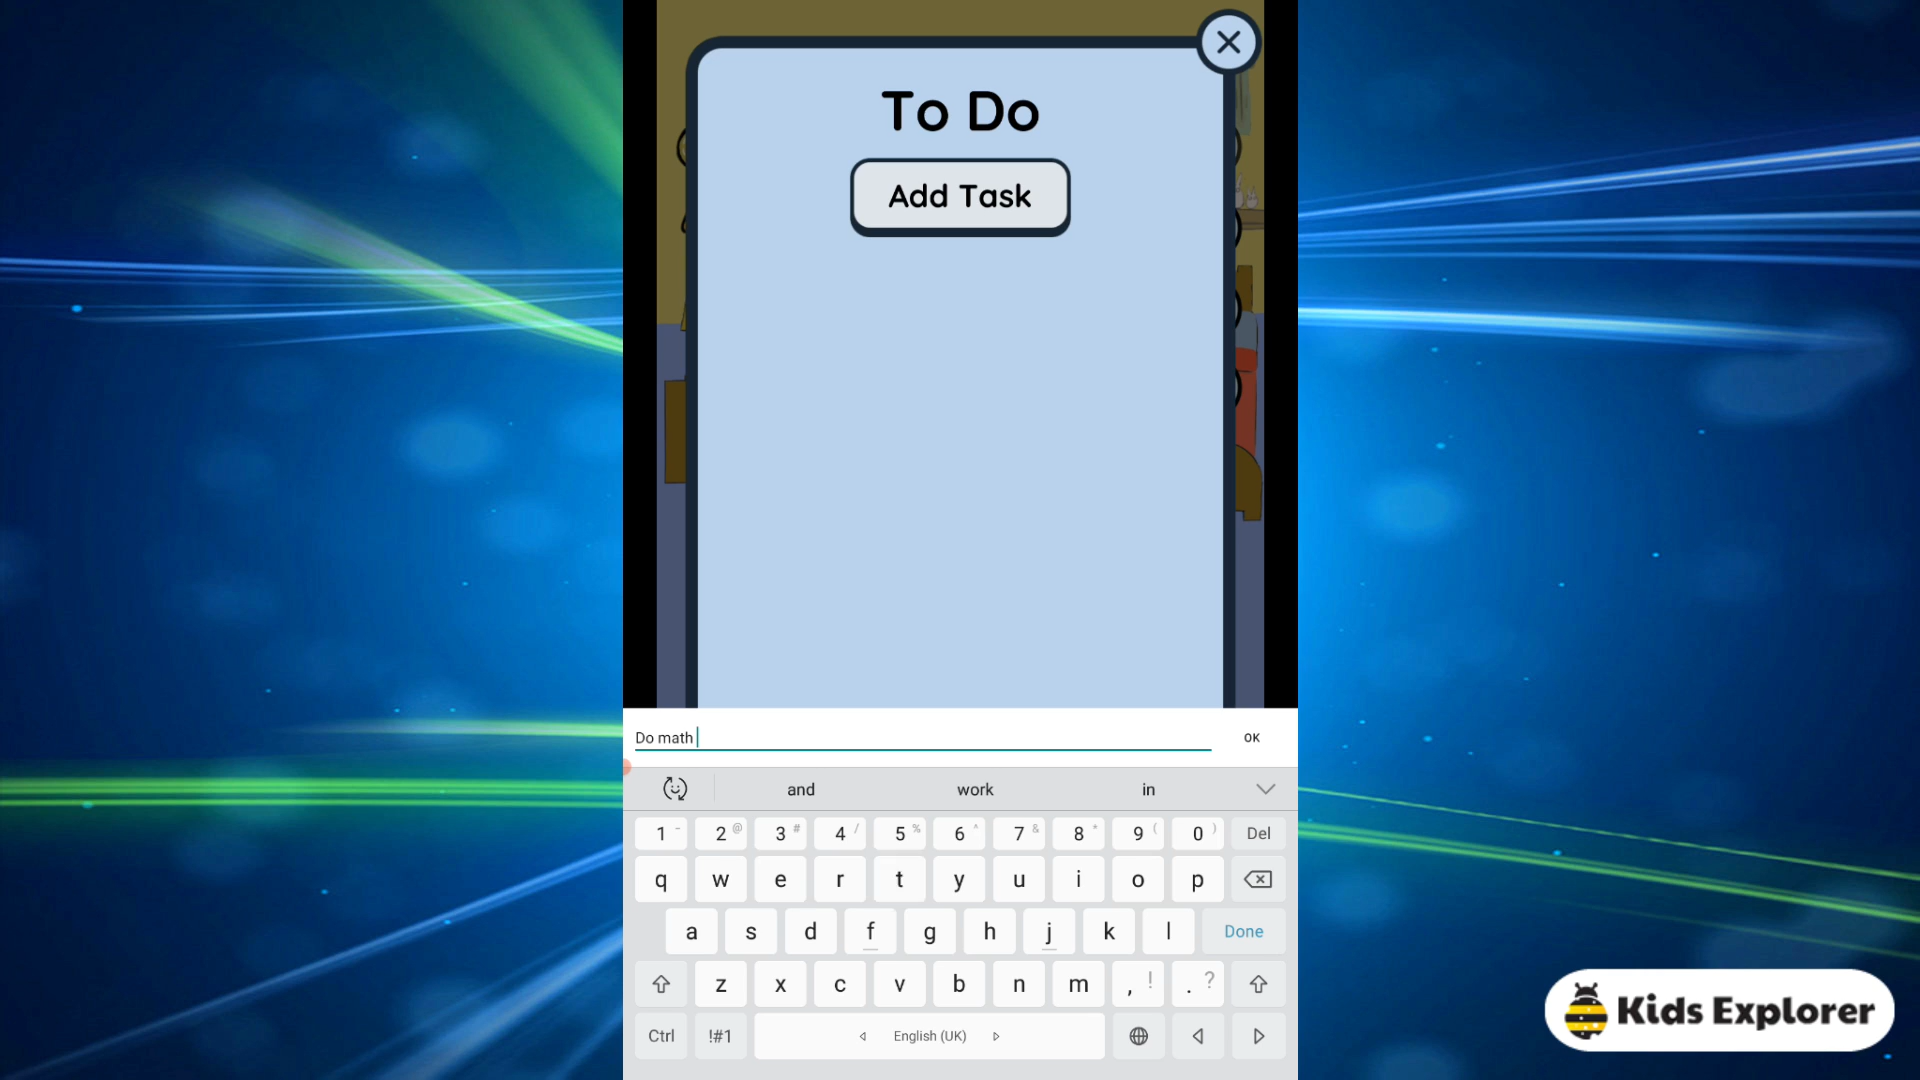 To Do
Add Task
Do math
OK
and work in
1 - 2 @ 3 # 4 / 5 % 6 ^ 7 & 8 * 9 ( 0 ) Del
q w e r t y u i o p
a s d f g h j k l Done
z x c v b n m , ! . ?
Ctrl !#1 English (UK)
Kids Explorer